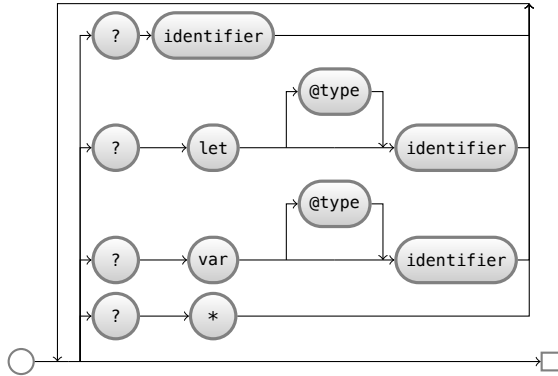 ? identifier
@type
? let identifier
@type
? var identifier
? *